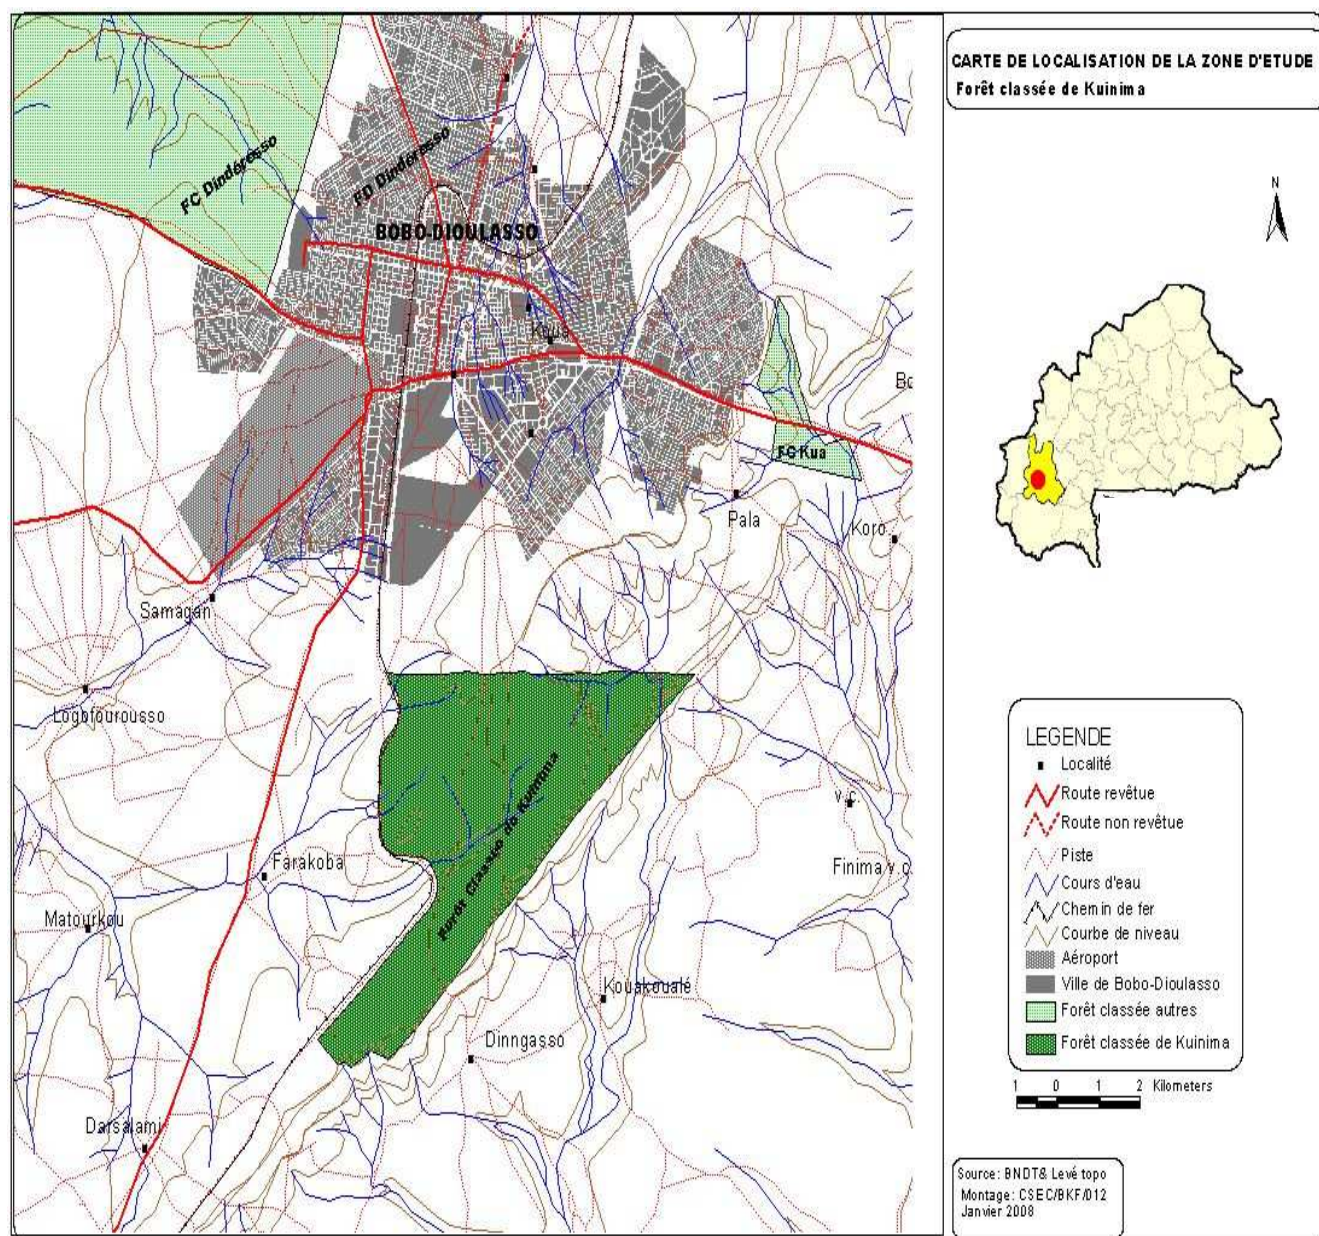 CARTE DE LOCALISATION DE LA ZONE D'ETUDE
Forêt classée de Kuinima
N
FC Dindéresso
FD Dindéresso
BOBO-DIOULASSO
Kuua
Bo
FC Kua
Pala
Koro
Samagan
Logofourousso
Forêt Classée de Kuinima
v.c.
Farakoba
Finima v.c
Matourkou
Kouakoualé
Dinngasso
Darsalami
LEGENDE
Localité
Route revêtue
Route non revêtue
Piste
Cours d'eau
Chemin de fer
Courbe de niveau
Aéroport
Ville de Bobo-Dioulasso
Forêt classée autres
Forêt classée de Kuinima
1 0 1 2 Kilometers
Source: BNDT& Levé topo
Montage: CSEC/BKF/012
Janvier 2008